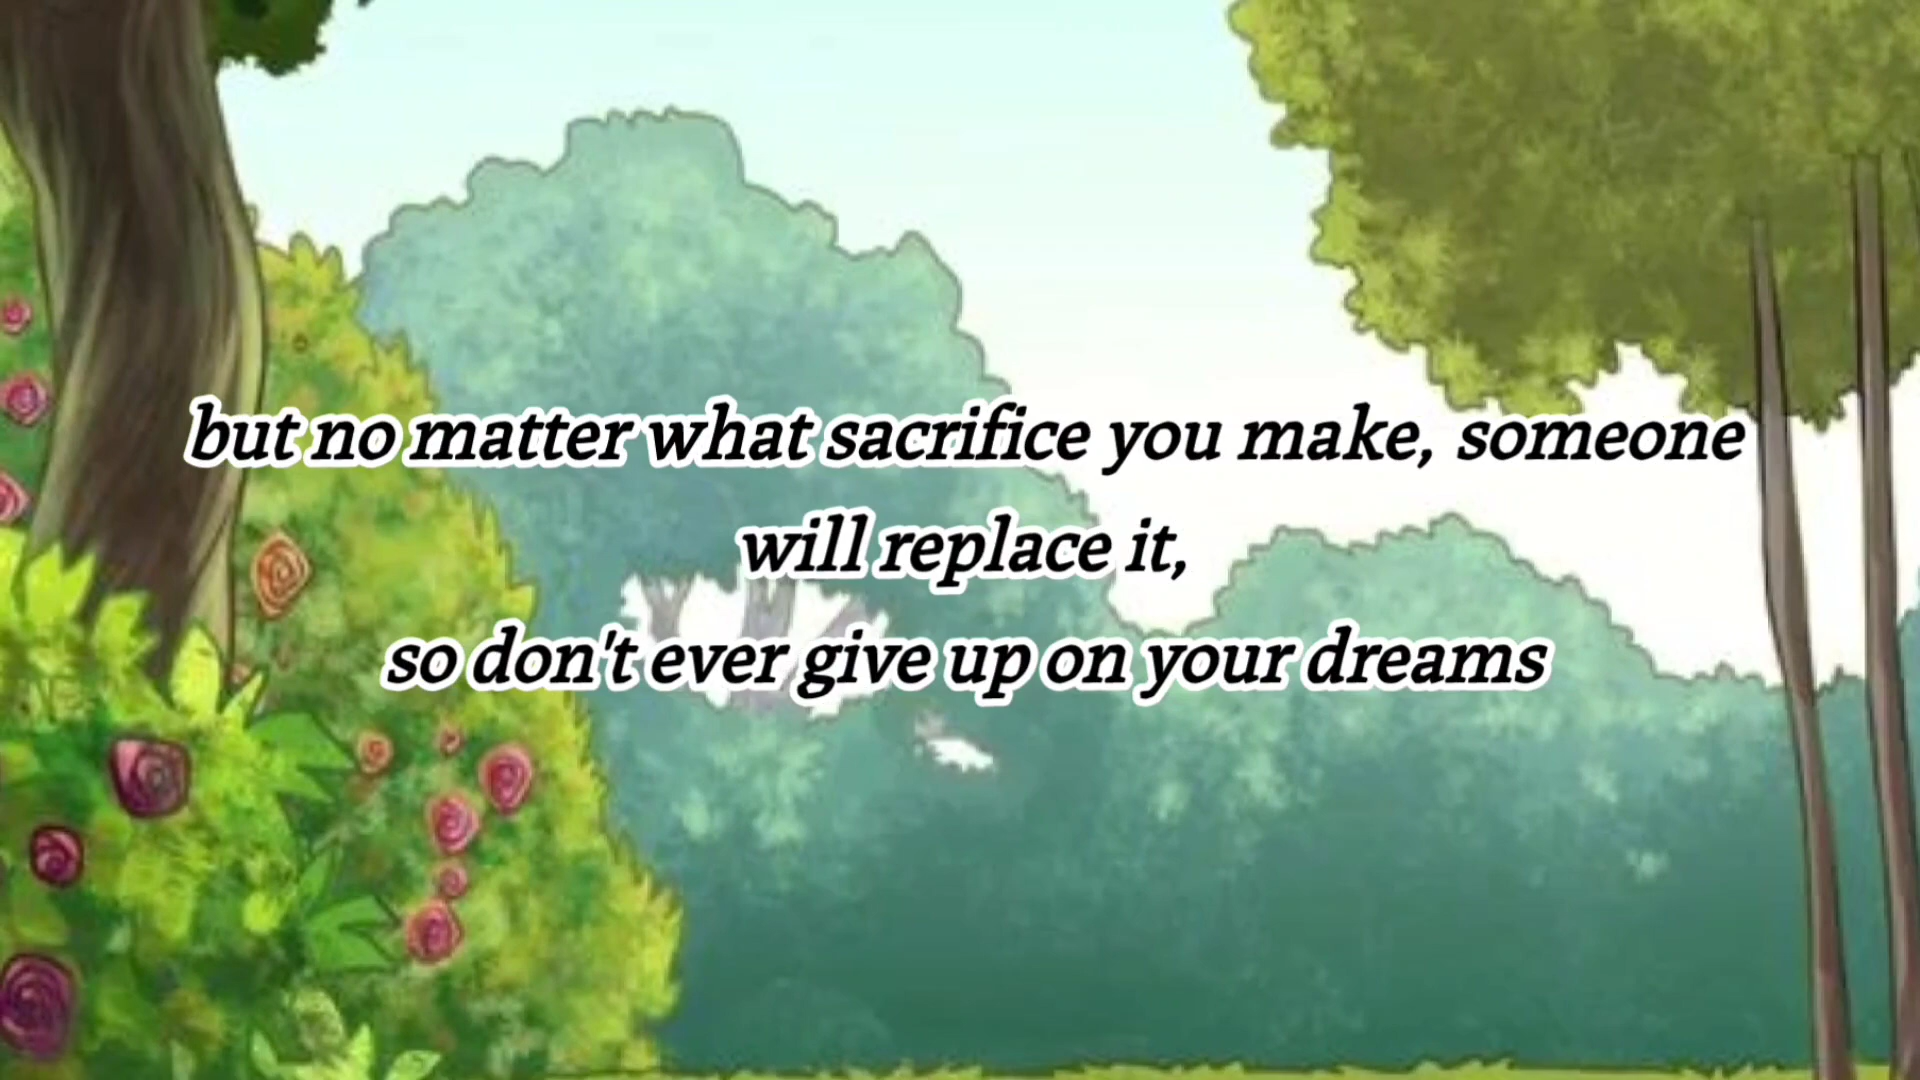 but no matter what sacrifice you make, someone
will replace it,
so don't ever give up on your dreams